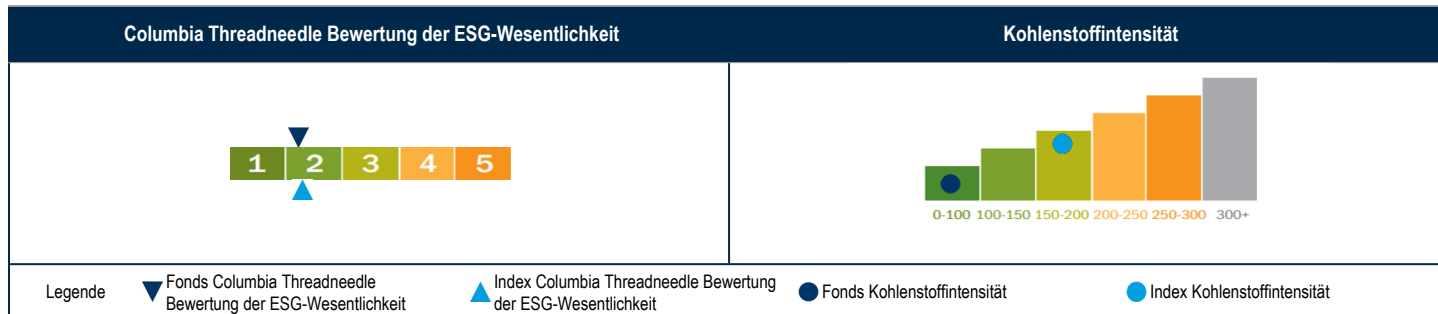 Columbia Threadneedle Bewertung der ESG-Wesentlichkeit
Kohlenstoffintensität
1 2 3 4 5
0-100 100-150 150-200 200-250 250-300 300+
Legende
Fonds Columbia Threadneedle
Bewertung der ESG-Wesentlichkeit
Index Columbia Threadneedle Bewertung
der ESG-Wesentlichkeit
Fonds Kohlenstoffintensität
Index Kohlenstoffintensität